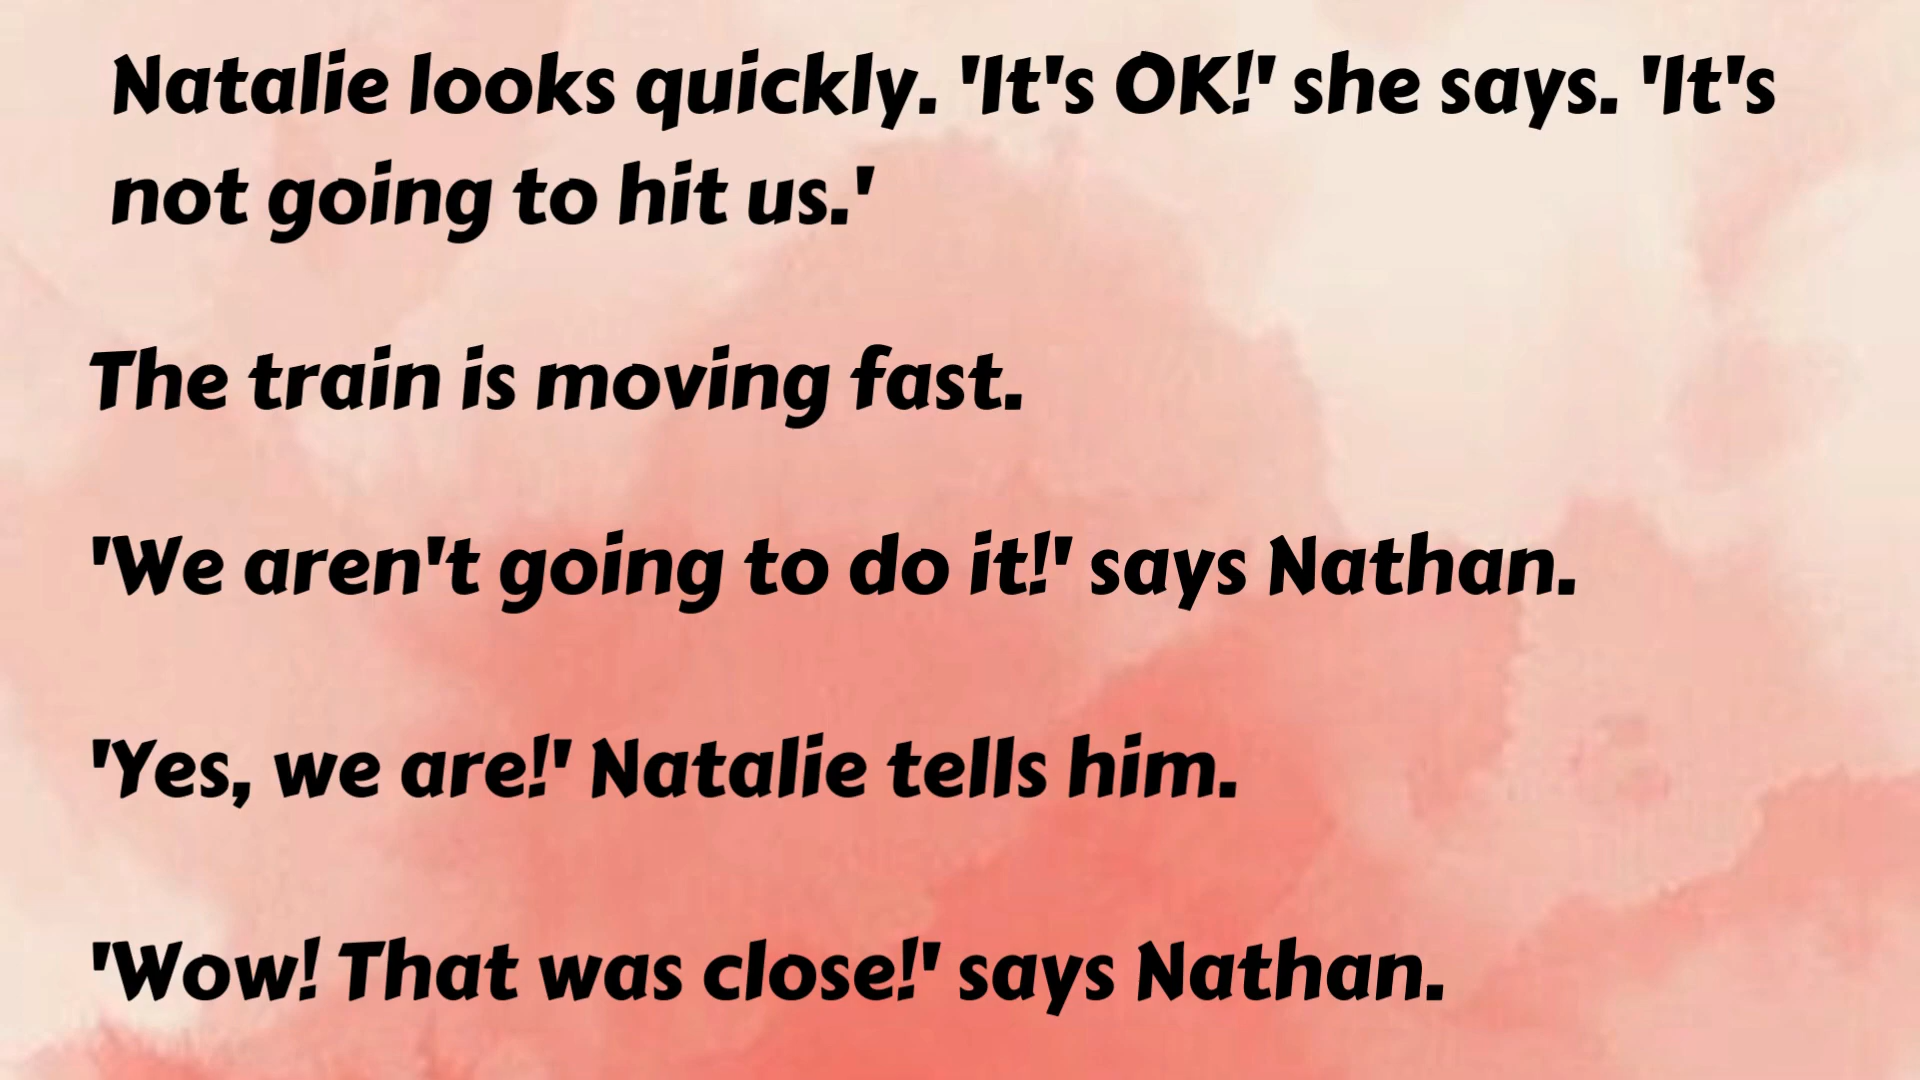 Natalie looks quickly. 'It's OK!' she says. 'It's
not going to hit us.'
The train is moving fast.
'We aren't going to do it!' says Nathan.
'Yes, we are!' Natalie tells him.
'Wow! That was close!' says Nathan.